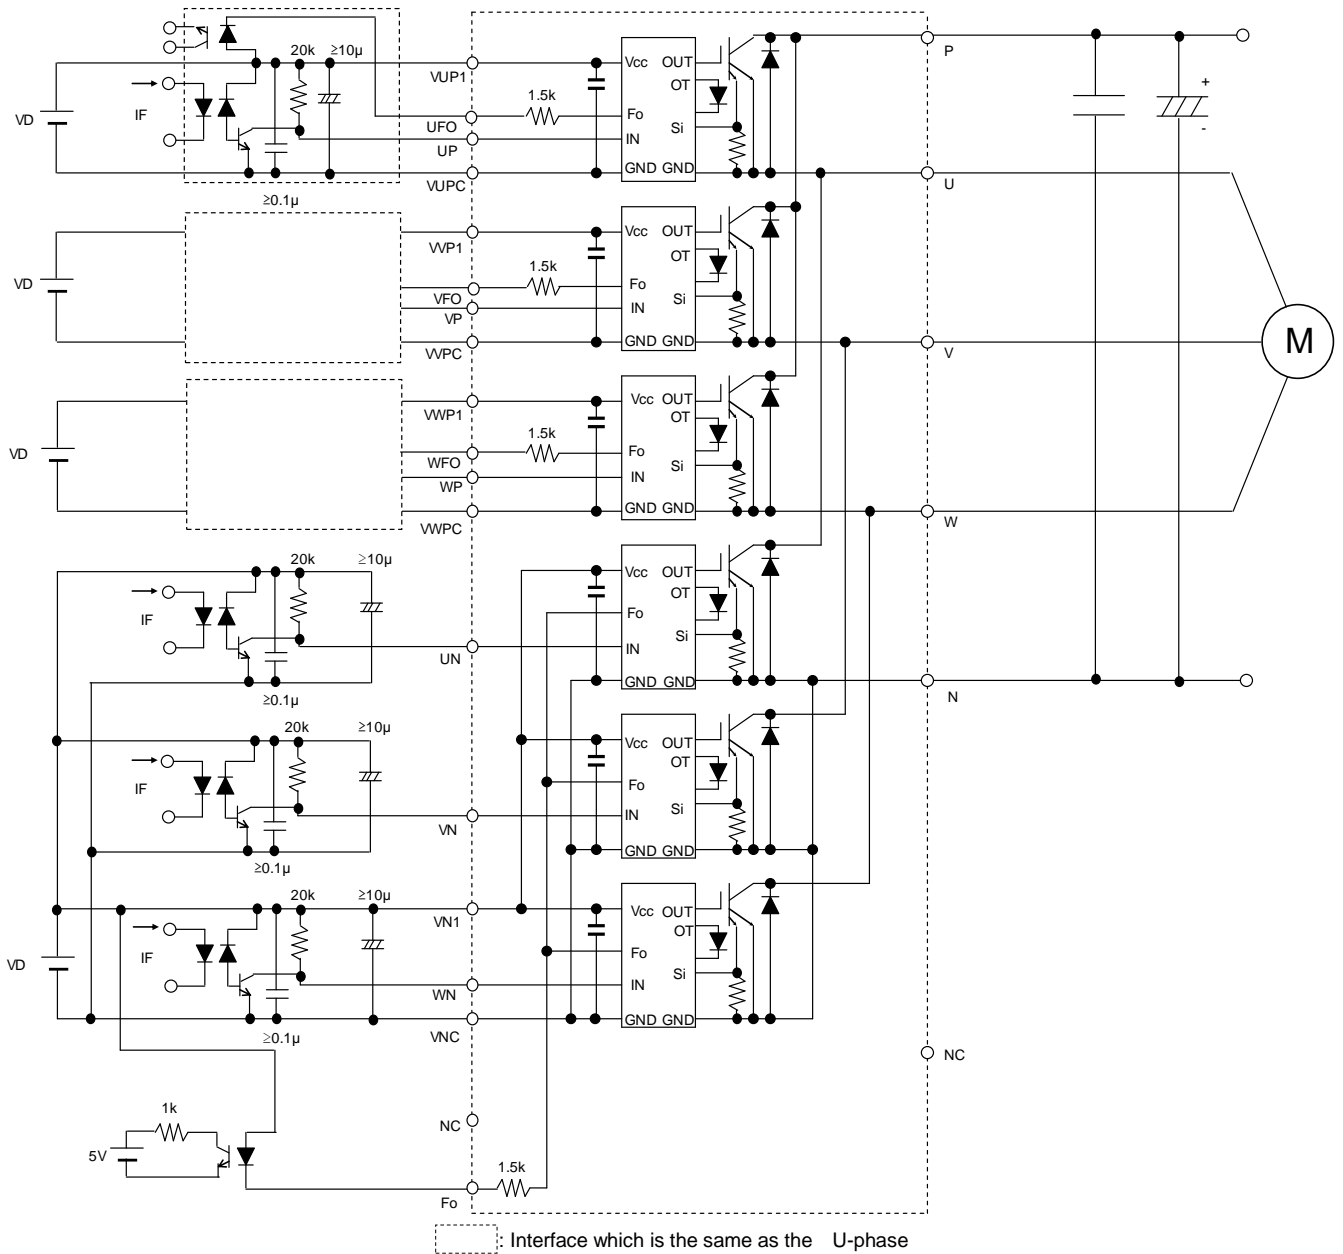 20k ≥10μ
P
VUP1
Vcc OUT
OT
+
1.5k
VD
IF
UFO
Fo
Si
-
UP
IN
GND GND
VUPC
U
≥0.1μ
VVP1
Vcc OUT
OT
1.5k
VD
VFO
Fo
Si
VP
IN
GND GND
VVPC
V
M
VWP1
Vcc OUT
OT
1.5k
VD
WFO
Fo
Si
WP
IN
GND GND
VWPC
W
20k ≥10μ
Vcc OUT
OT
IF
Fo
Si
UN
IN
GND GND
≥0.1μ
N
20k ≥10μ
Vcc OUT
OT
IF
Fo
Si
VN
IN
GND GND
≥0.1μ
20k ≥10μ
VN1
Vcc OUT
OT
IF
VD
Fo
Si
WN
IN
GND GND
≥0.1μ
VNC
NC
1k
NC
5V
1.5k
Fo
: Interface which is the same as the U-phase